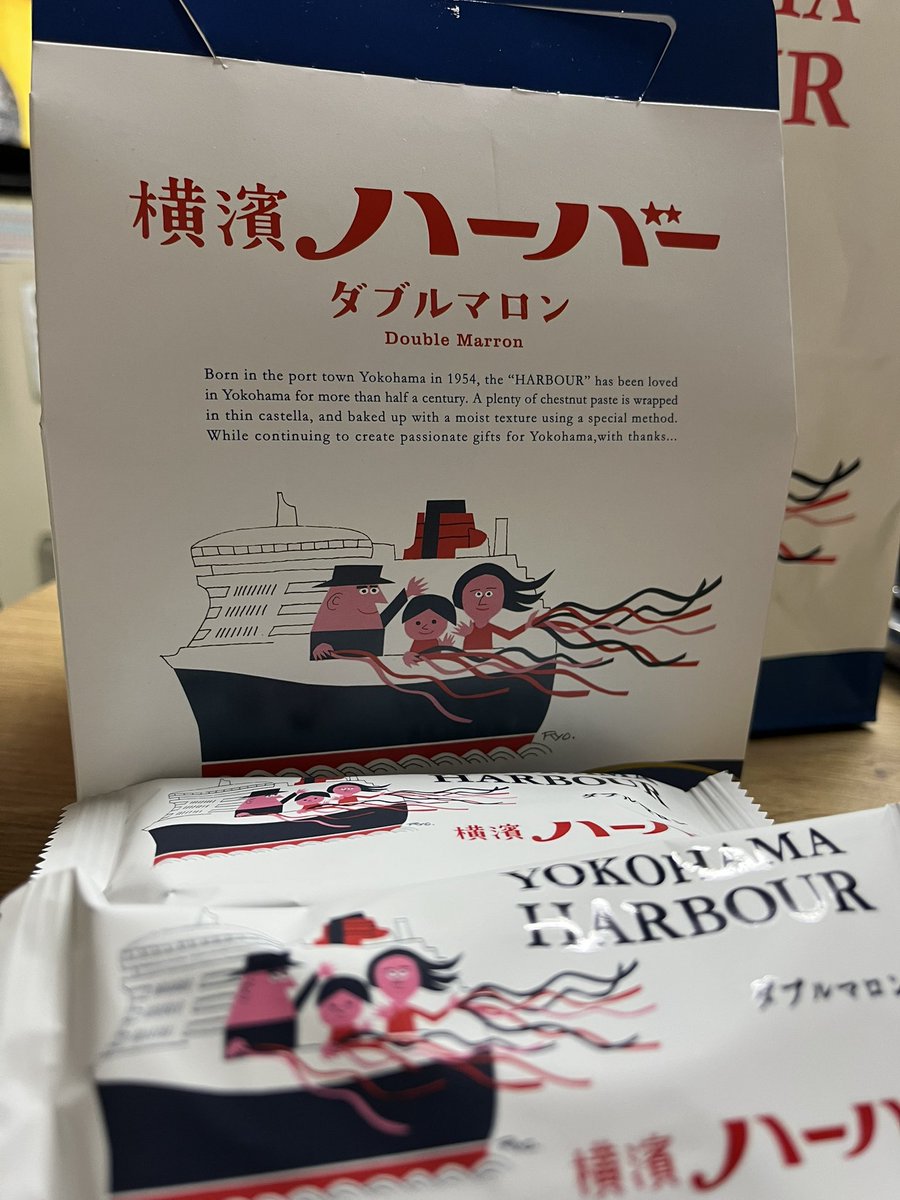 横濱ハーバー
ダブルマロン
Double Marron
Born in the port town Yokohama in 1954, the “HARBOUR” has been loved
in Yokohama for more than half a century. A plenty of chestnut paste is wrapped
in thin castella, and baked up with a moist texture using a special method.
While continuing to create passionate gifts for Yokohama,with thanks...
RYO.
HARBOUR
ダブル
横濱ハーバ
YOKOHAMA
HARBOUR
ダブルマロン
横濱ハーバ